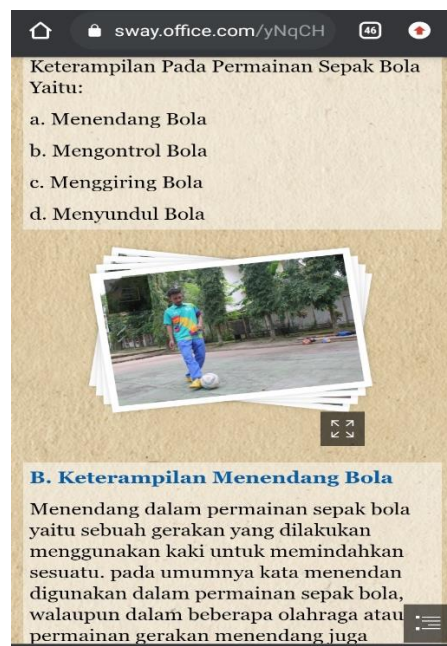 sway.office.com/yNqCH
46
Keterampilan Pada Permainan Sepak Bola
Yaitu:
a. Menendang Bola
b. Mengontrol Bola
c. Menggiring Bola
d. Menyundul Bola
B. Keterampilan Menendang Bola
Menendang dalam permainan sepak bola
yaitu sebuah gerakan yang dilakukan
menggunakan kaki untuk memindahkan
sesuatu. pada umumnya kata menendan
digunakan dalam permainan sepak bola,
walaupun dalam beberapa olahraga atau
permainan gerakan menendang juga